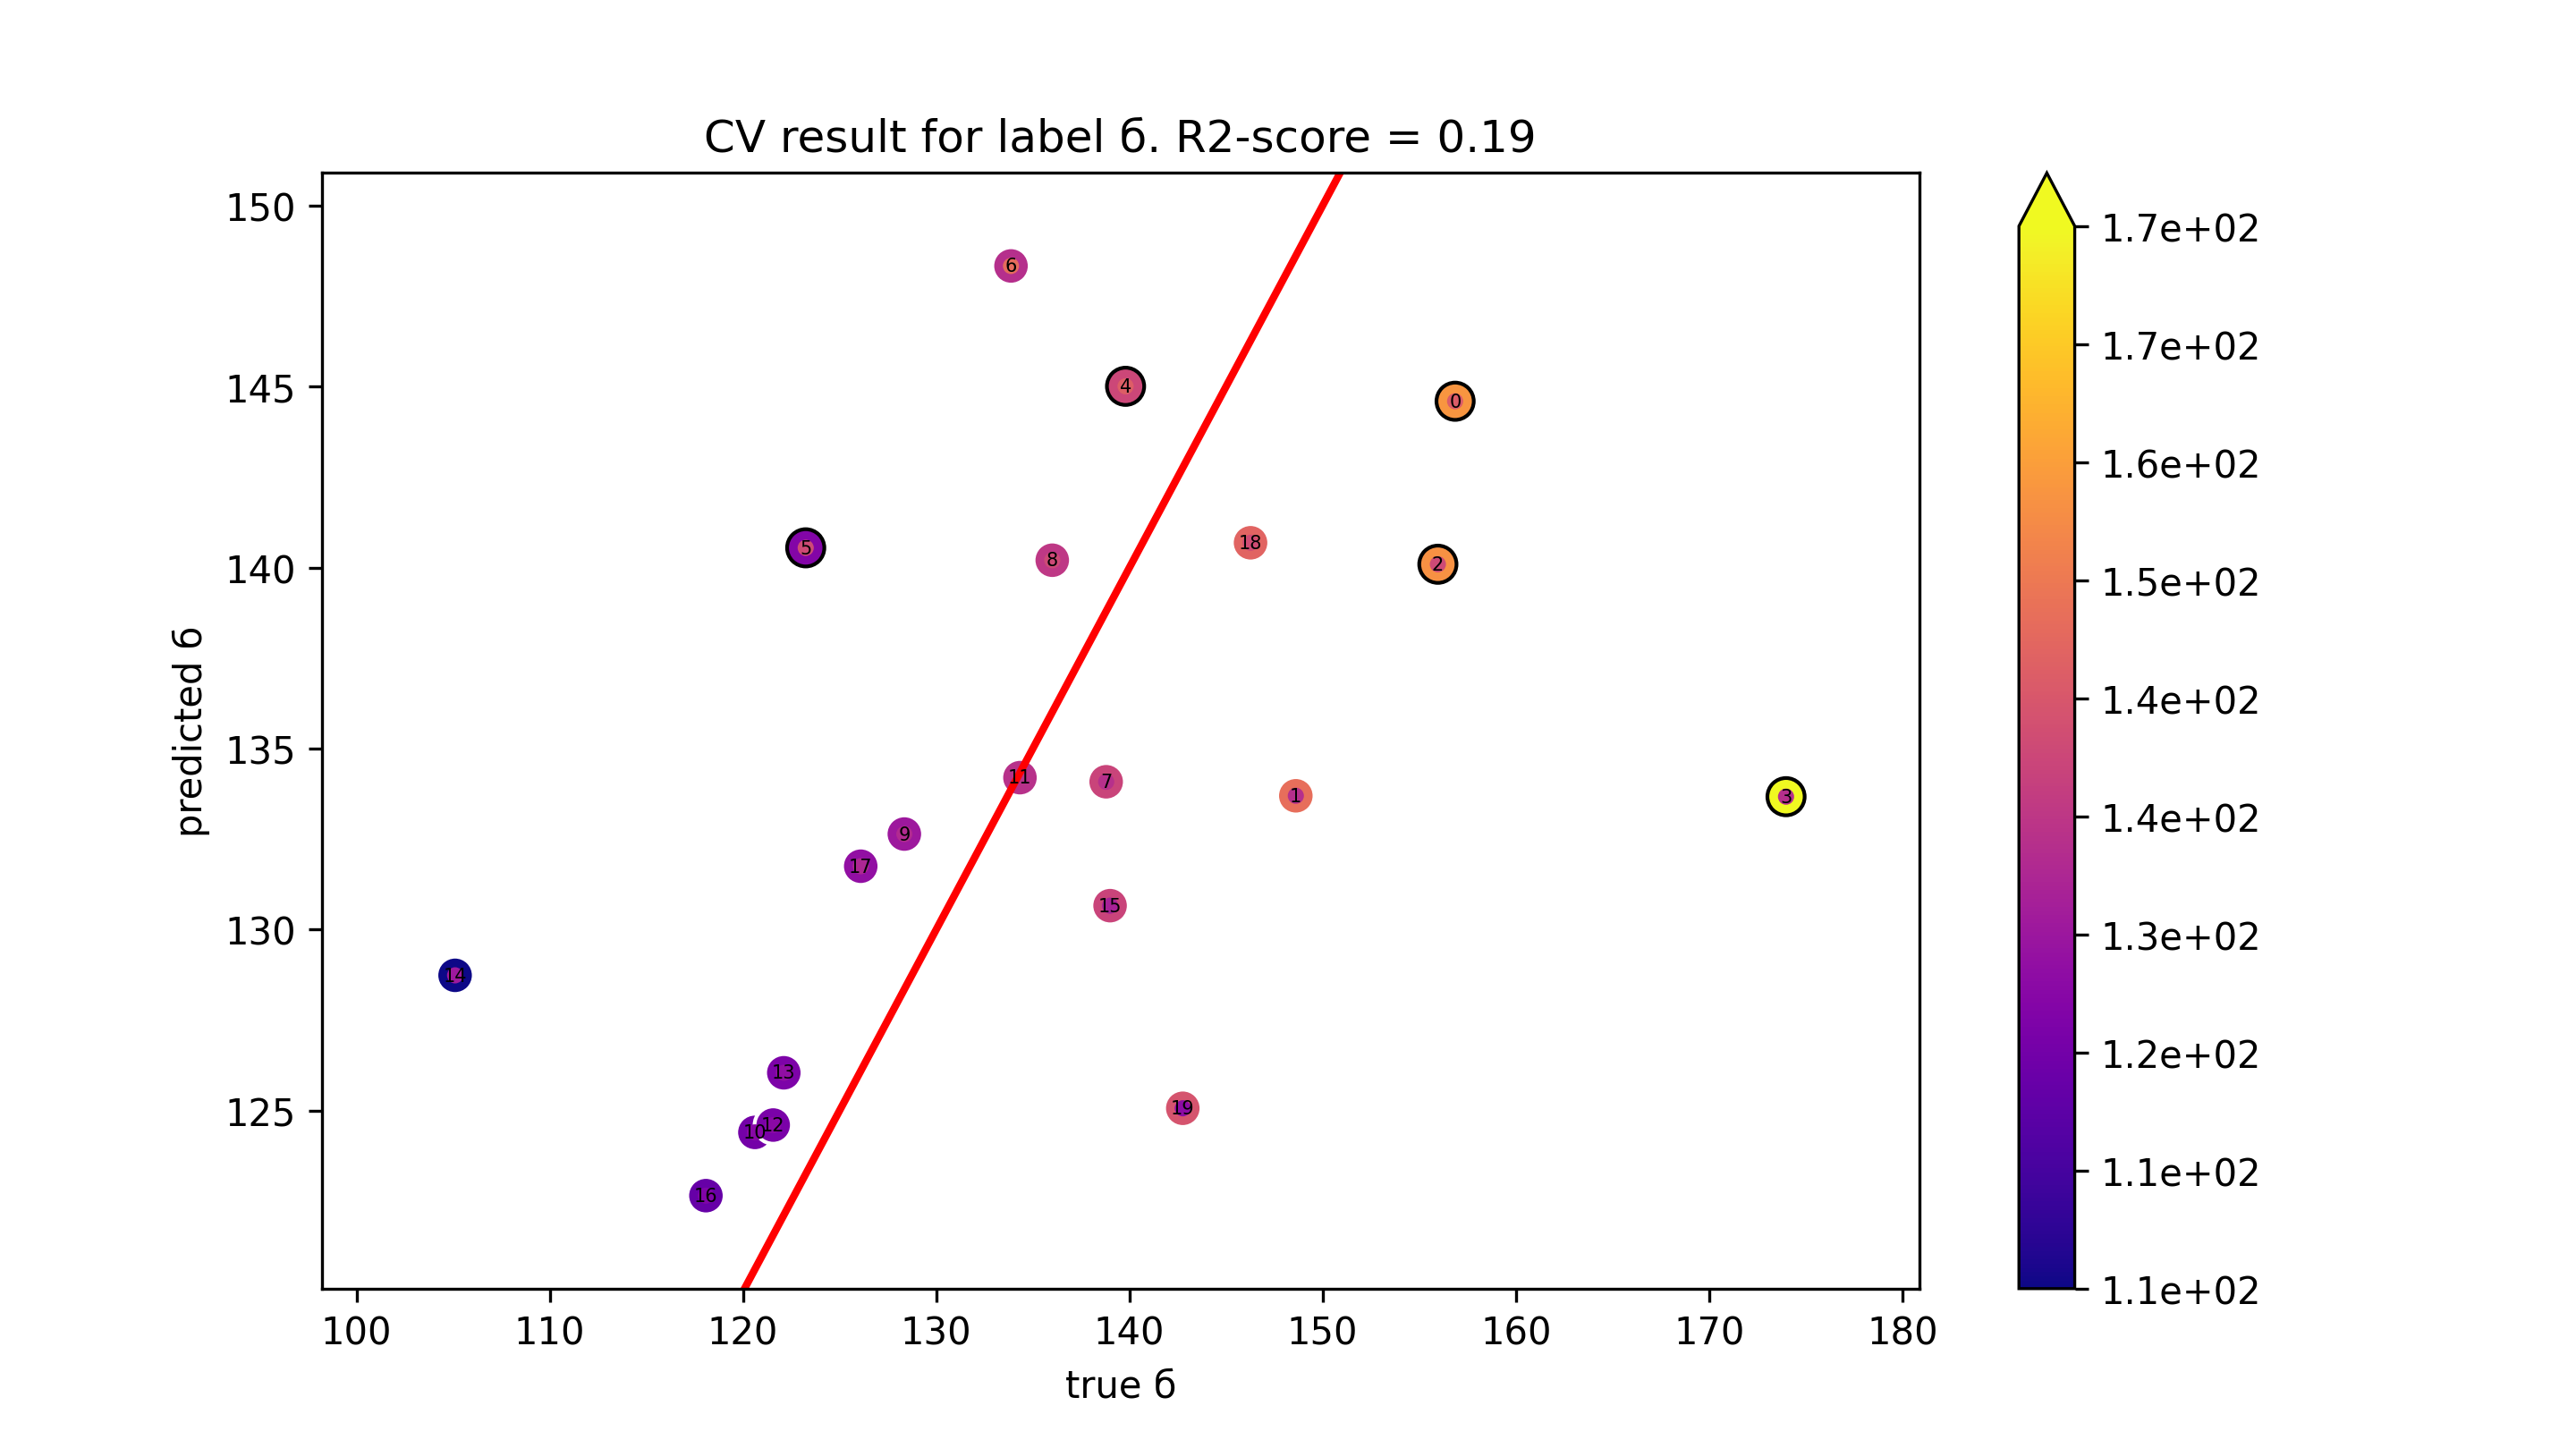 CV result for label б. R2-score = 0.19
150
145
140
135
130
125
predicted б
100 110 120 130 140 150 160 170 180
true б
6
4
0
5
8
18
2
11
7
1
3
9
17
15
14
13
10
12
19
16
1.7e+02
1.7e+02
1.6e+02
1.5e+02
1.4e+02
1.4e+02
1.3e+02
1.2e+02
1.1e+02
1.1e+02